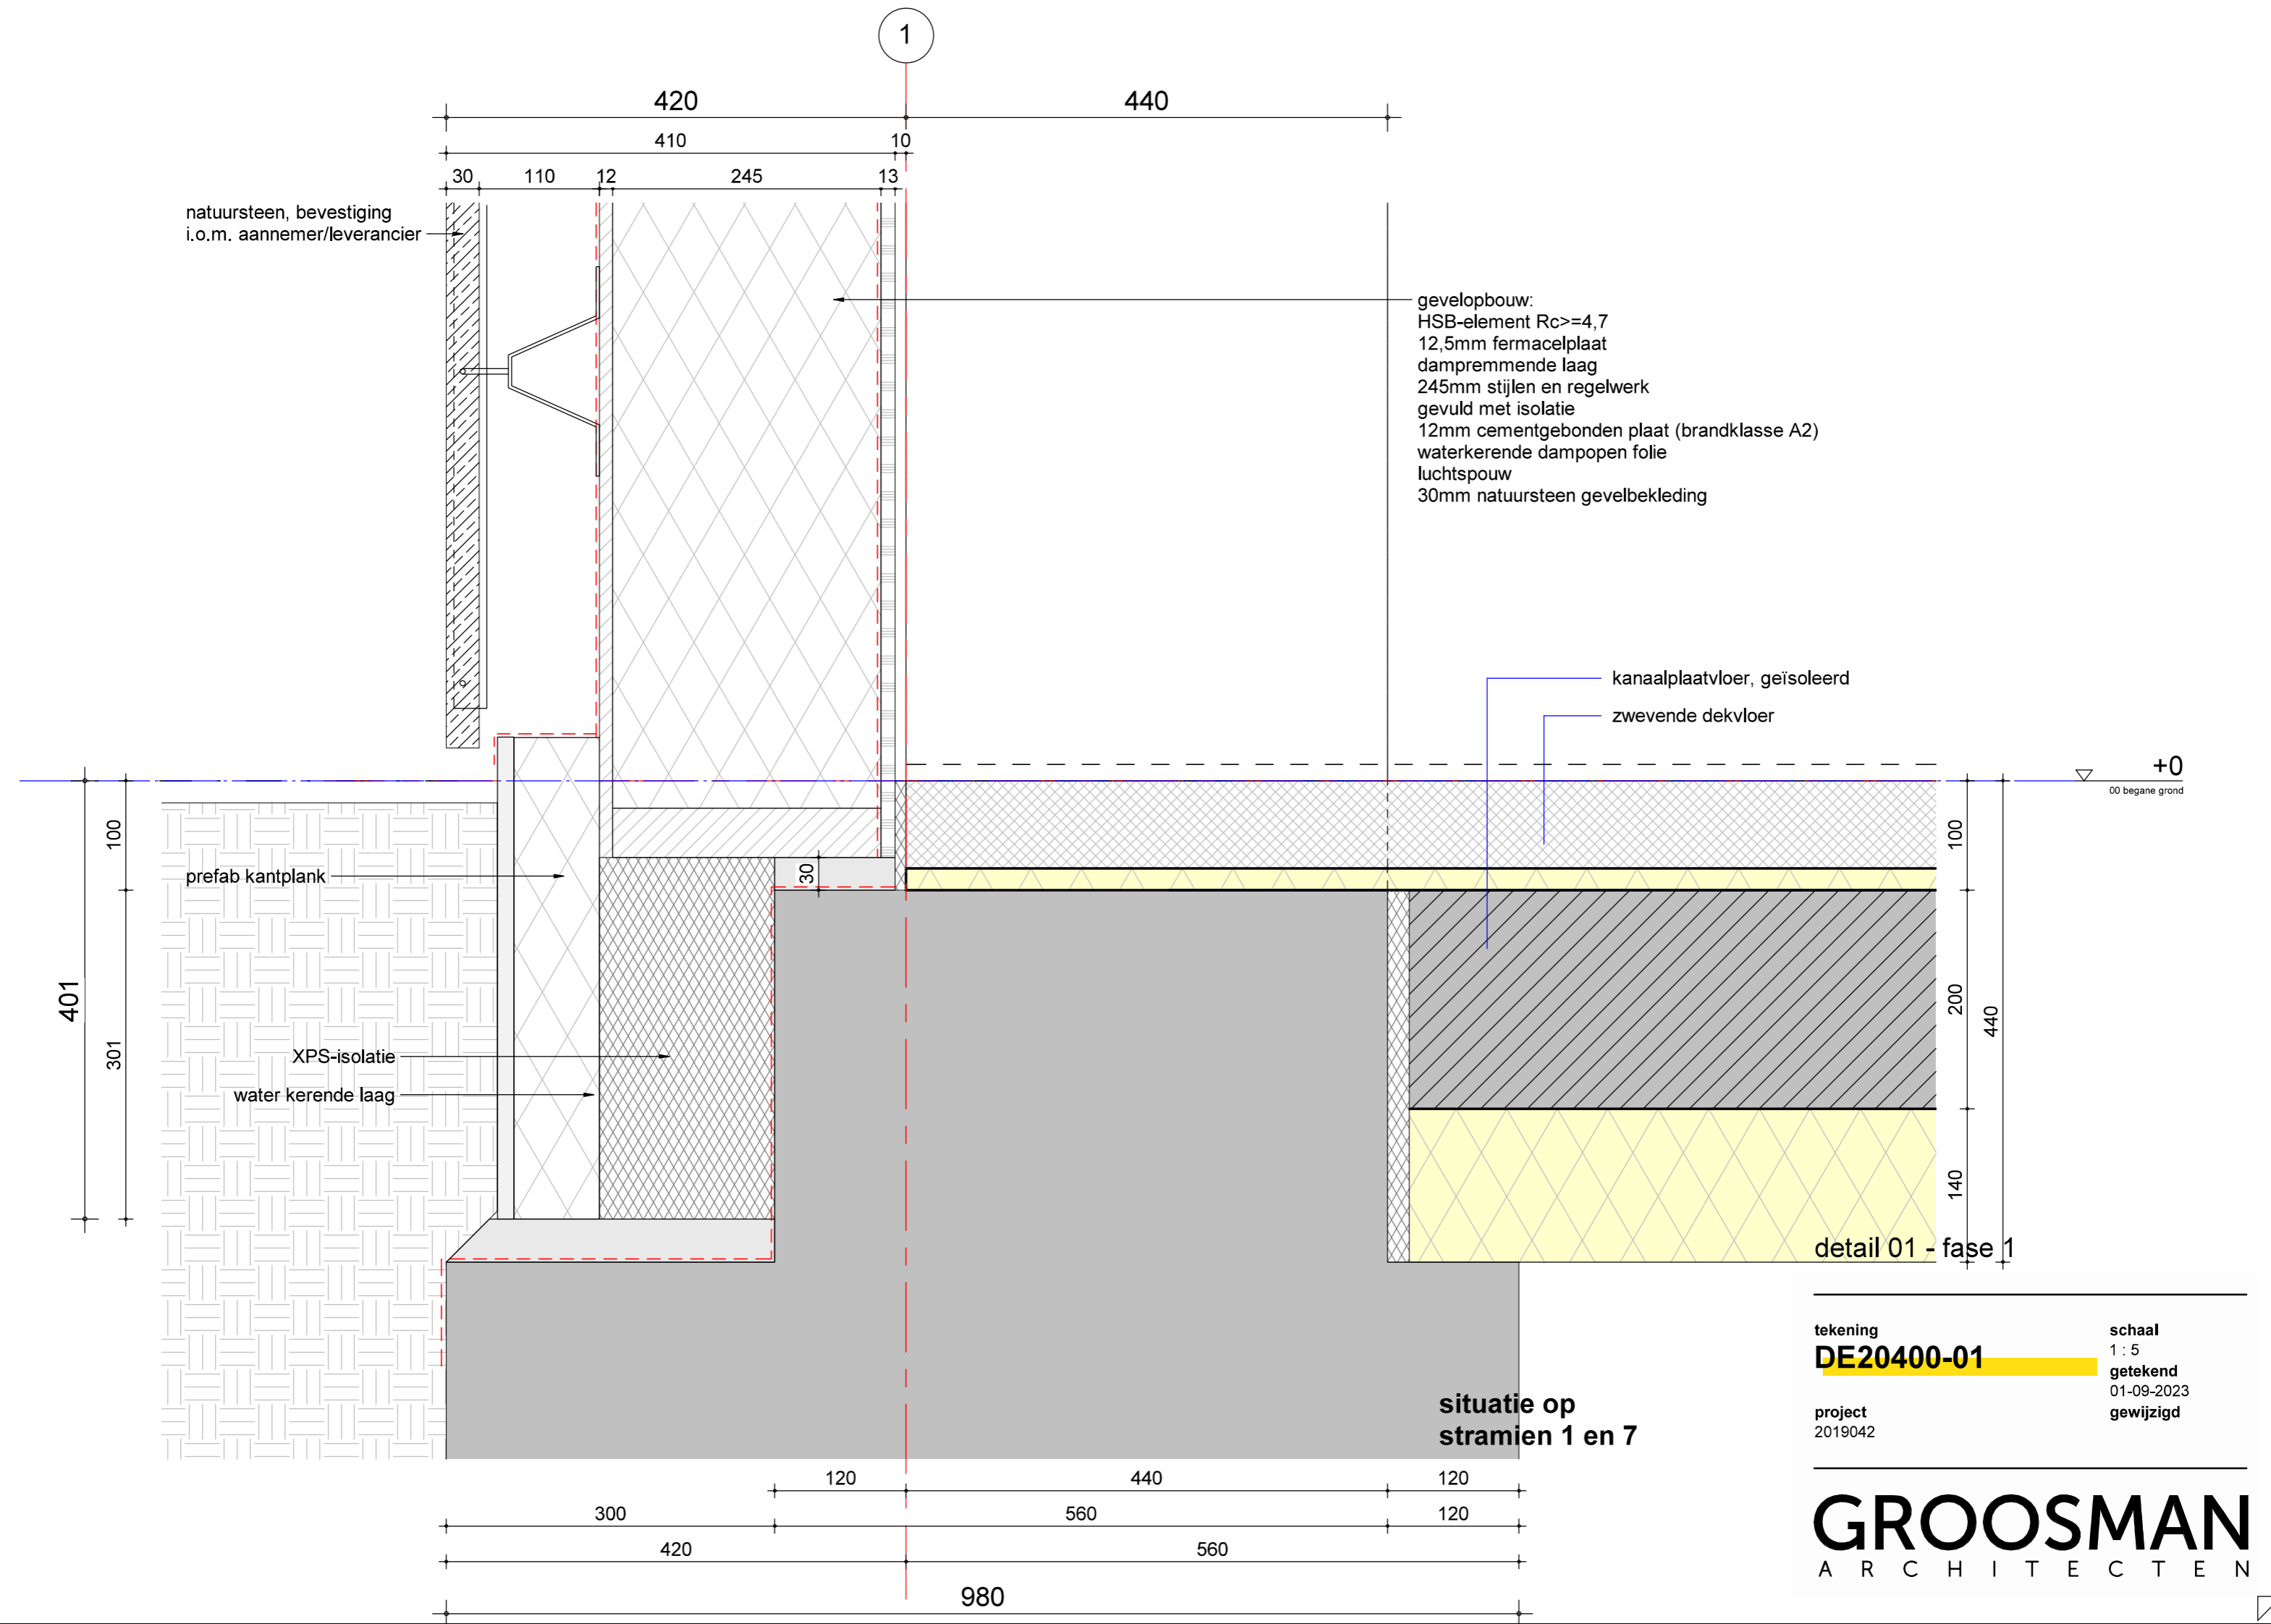 1
420
440
410
10
30
110
12
245
13
natuursteen, bevestiging
i.o.m. aannemer/leverancier
gevelopbouw:
HSB-element Rc>=4,7
12,5mm fermacelplaat
dampremmende laag
245mm stijlen en regelwerk
gevuld met isolatie
12mm cementgebonden plaat (brandklasse A2)
waterkerende dampopen folie
luchtspouw
30mm natuursteen gevelbekleding
kanaalplaatvloer, geïsoleerd
zwevende dekvloer
+0
00 begane grond
100
100
prefab kantplank
30
401
301
200
440
XPS-isolatie
water kerende laag
140
detail 01 - fase 1
tekening
DE20400-01
schaal
1 : 5
getekend
01-09-2023
gewijzigd
project
2019042
situatie op
stramien 1 en 7
120
440
120
300
560
120
420
560
980
GROOSMAN
ARCHITECTEN